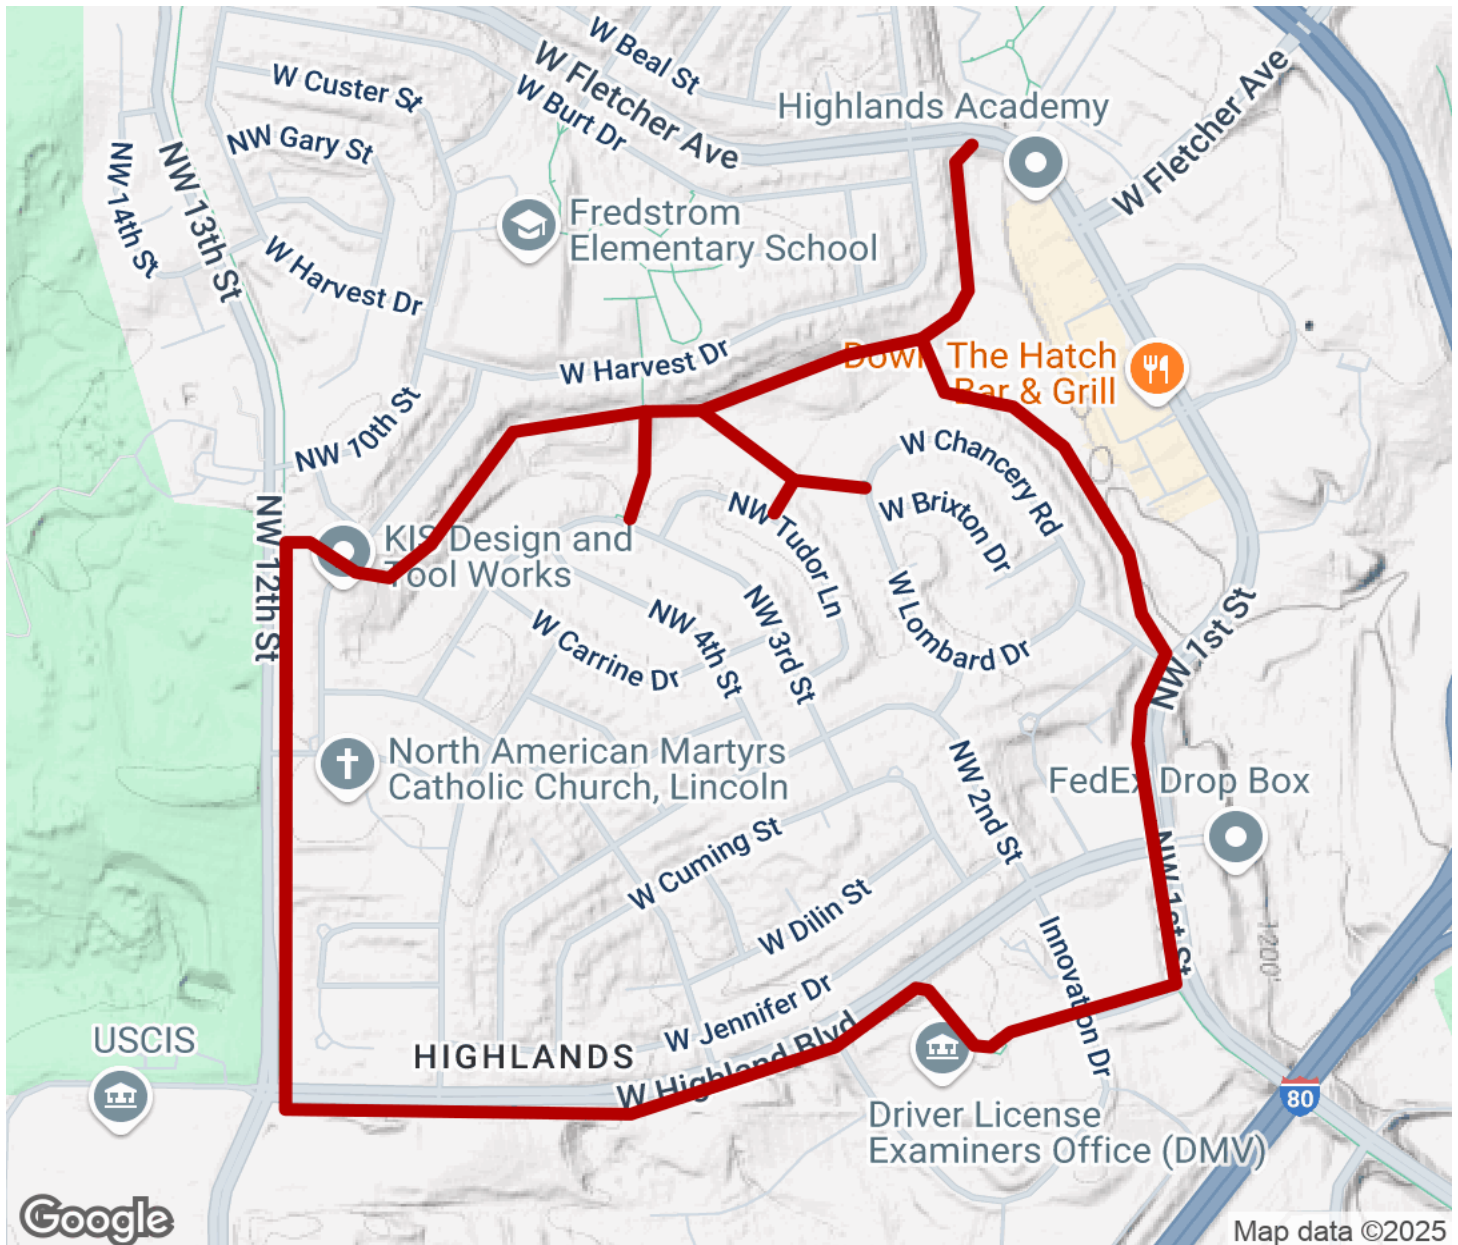 W Beal St
W Fletcher Ave
W Custer St
W Burt Dr
Highlands Academy
W Fletcher Ave
NW Gary St
NW 14th St
NW 13th St
Fredstrom
Elementary School
W Harvest Dr
W Harvest Dr
Down The Hatch
Bar & Grill
NW 10th St
W Chancery Rd
W Brixton Dr
NW Tudor Ln
NW 12th St
KIS Design and
Tool Works
W Lombard Dr
NW 3rd St
NW 4th St
W Carrine Dr
NW 1st St
North American Martyrs
Catholic Church, Lincoln
NW 2nd St
FedEx Drop Box
W Cuming St
NW 1st St
W Dilin St
Innovation Dr
1200'
W Jennifer Dr
USCIS
HIGHLANDS
W Highland Blvd
80
Driver License
Examiners Office (DMV)
Google
Map data ©2025